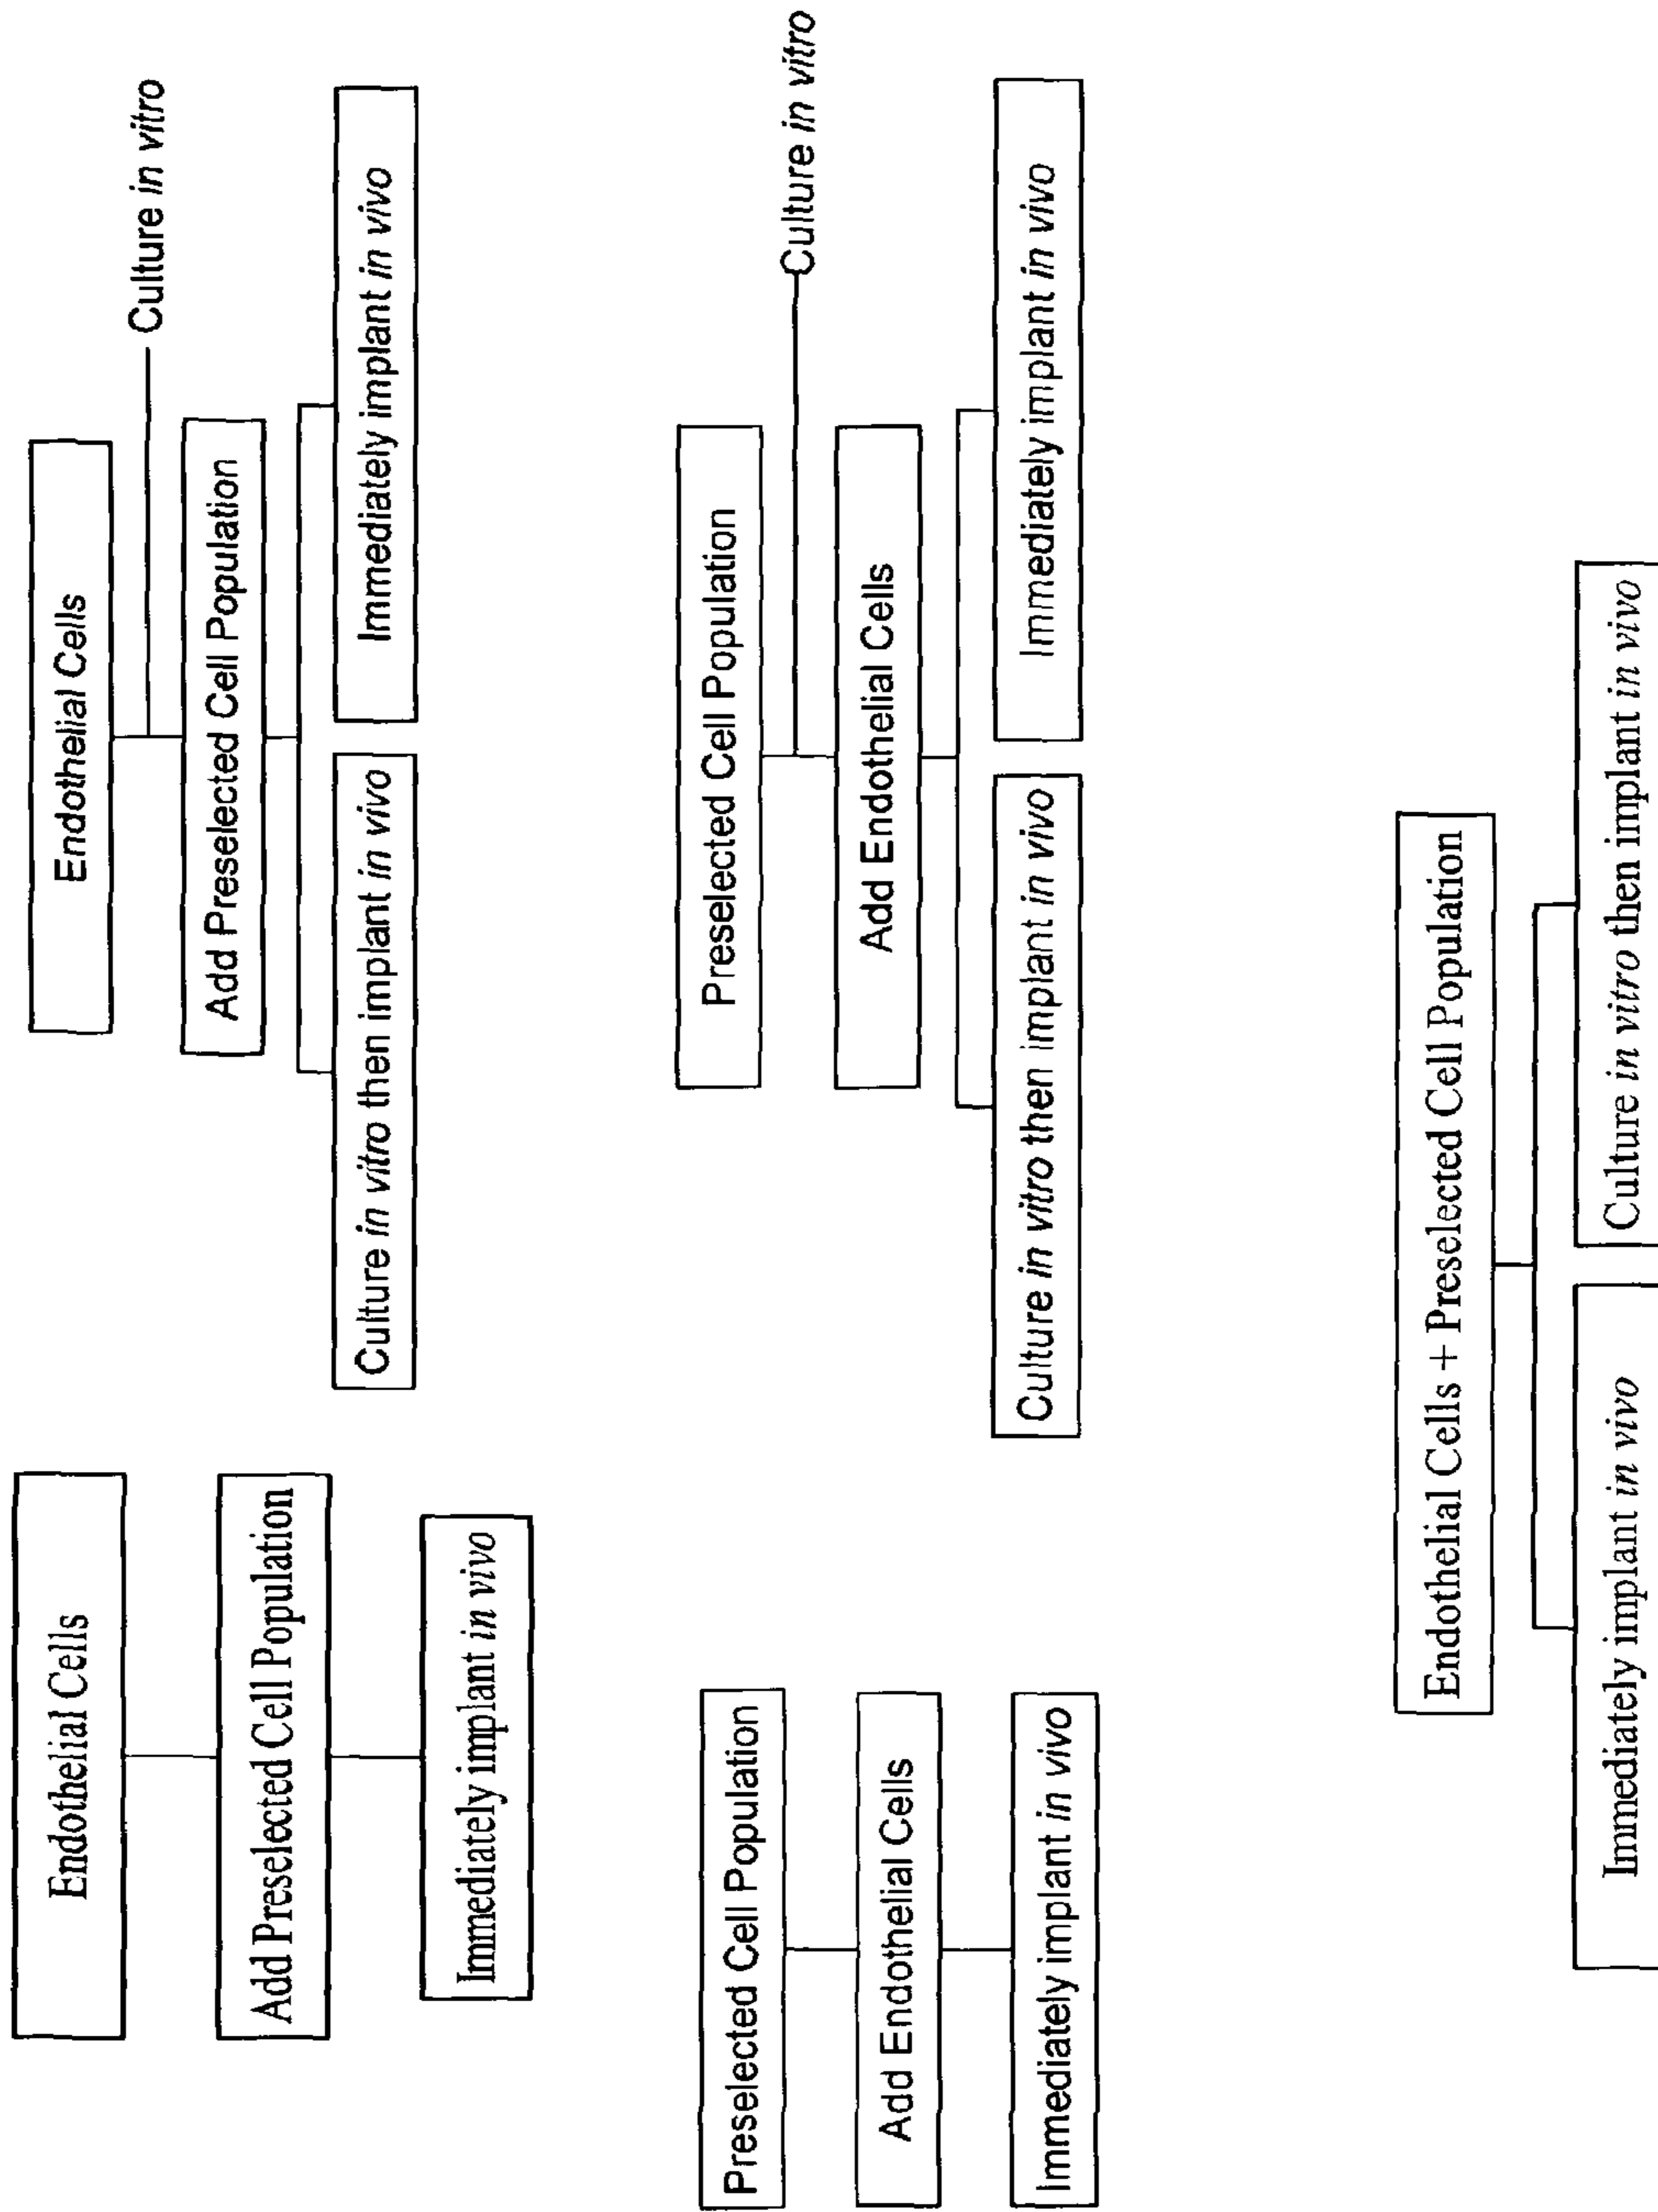 Endothelial Cells
Add Preselected Cell Population
Immediately implant in vivo
Endothelial Cells
Culture in vitro
Add Preselected Cell Population
Culture in vitro then implant in vivo
Immediately implant in vivo
Preselected Cell Population
Add Endothelial Cells
Immediately implant in vivo
Preselected Cell Population
Culture in vitro
Add Endothelial Cells
Culture in vitro then implant in vivo
Immediately implant in vivo
Endothelial Cells + Preselected Cell Population
Immediately implant in vivo
Culture in vitro then implant in vivo